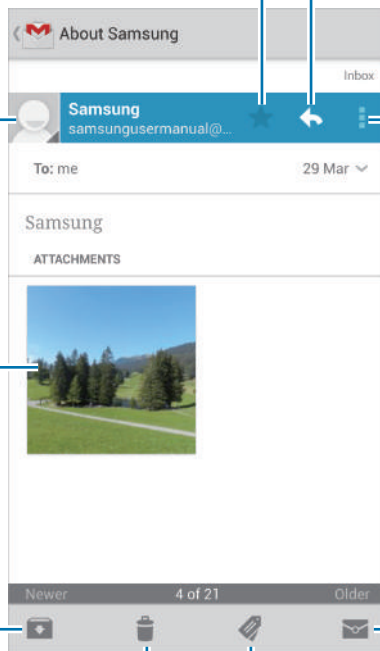 About Samsung
Inbox
Samsung
samsungusermanual@...
To: me 29 Mar
Samsung
ATTACHMENTS
Newer 4 of 21 Older